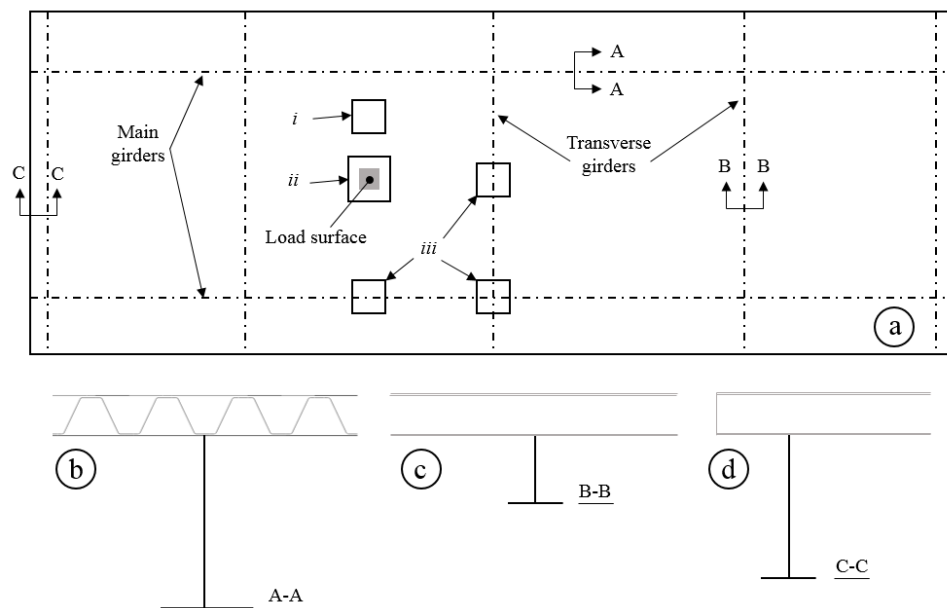 A
A
i
Main
girders
Transverse
girders
C C
ii
B B
Load surface
iii
a
b
A-A
c
B-B
d
C-C